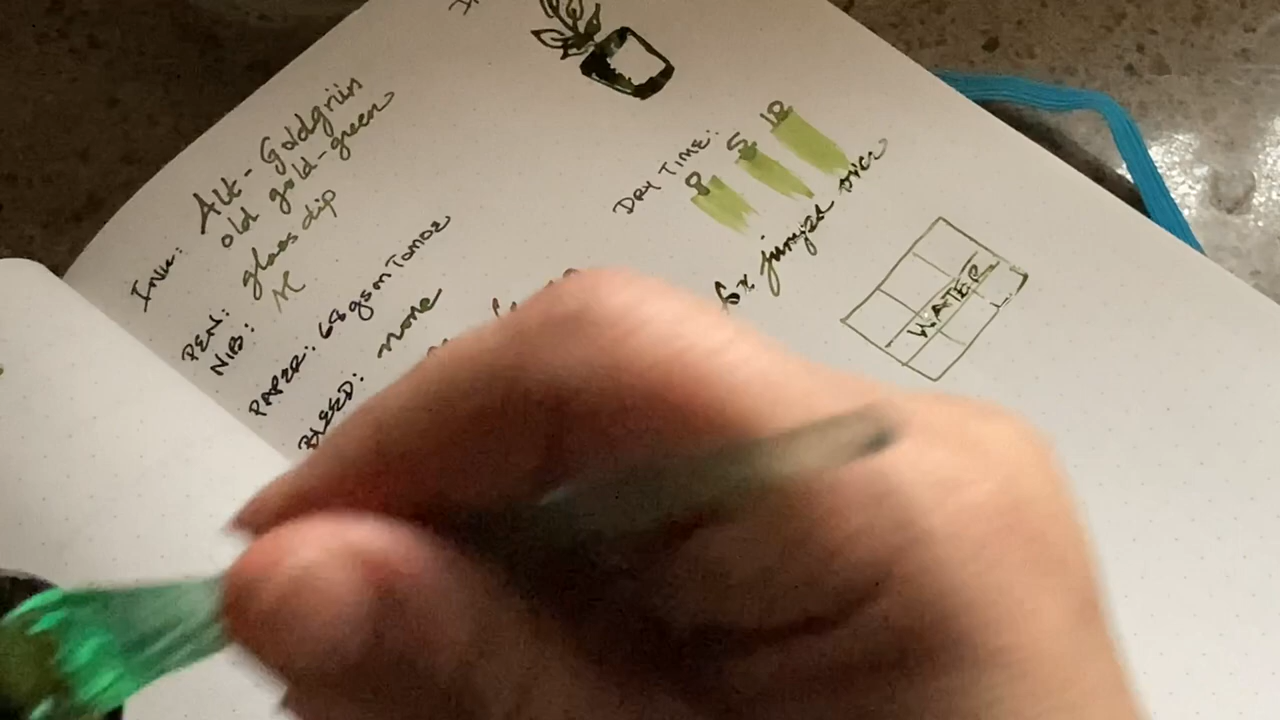 Ink: Alt-Goldgrün
old gold-green
PEN: glass dip
NIB: M
PAPER: 68gsm Tomoe
BLEED: none
DRY TIME: 8 5 10
6x jumped over
WATER